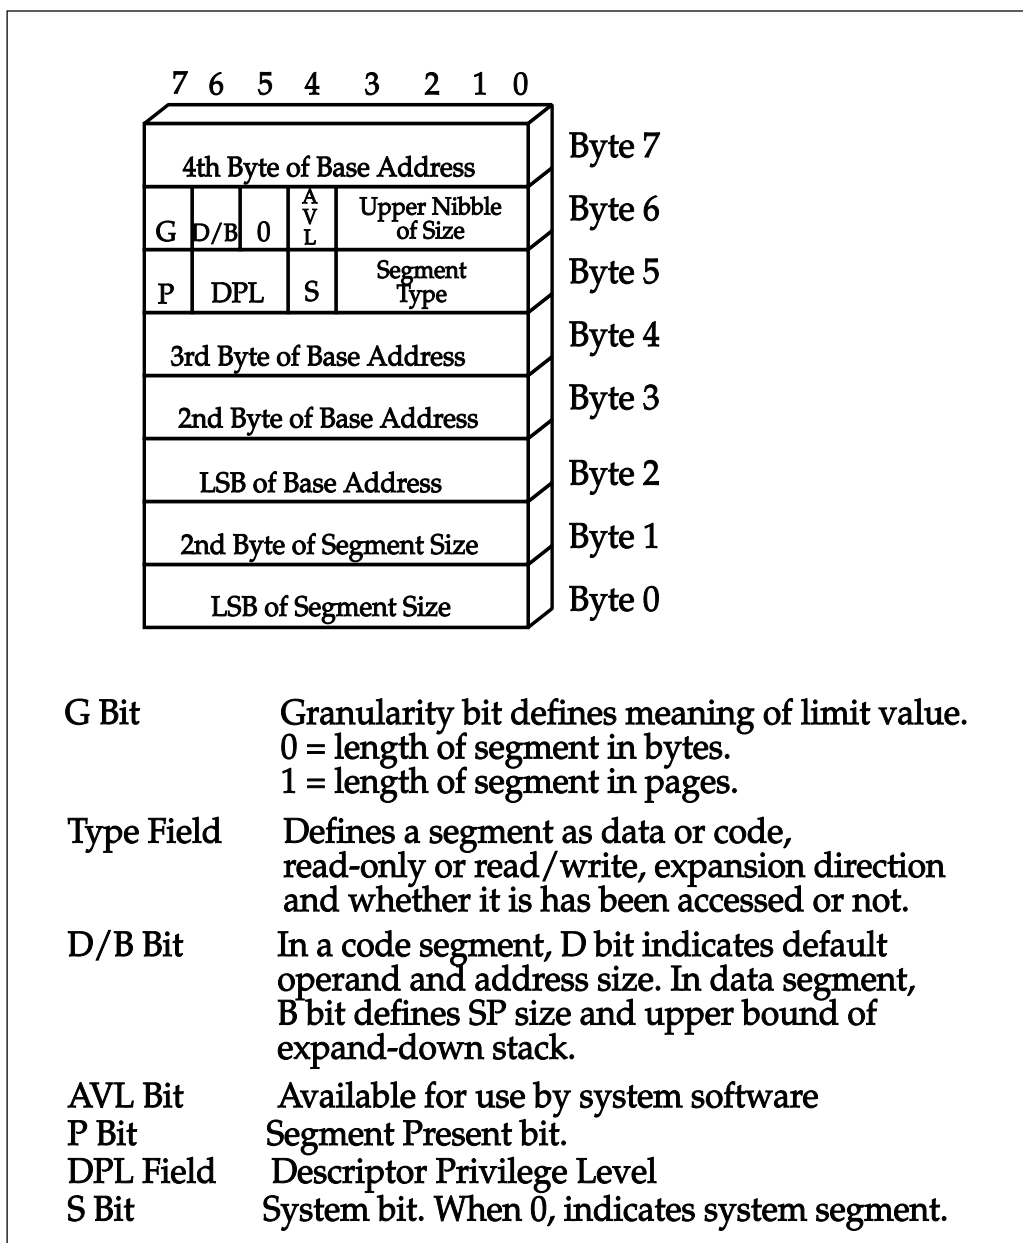 7 6 5 4 3 2 1 0
4th Byte of Base Address Byte 7
G D/B 0 AVL Upper Nibble of Size Byte 6
P DPL S Segment Type Byte 5
3rd Byte of Base Address Byte 4
2nd Byte of Base Address Byte 3
LSB of Base Address Byte 2
2nd Byte of Segment Size Byte 1
LSB of Segment Size Byte 0
G Bit Granularity bit defines meaning of limit value.
0 = length of segment in bytes.
1 = length of segment in pages.
Type Field Defines a segment as data or code,
read-only or read/write, expansion direction
and whether it is has been accessed or not.
D/B Bit In a code segment, D bit indicates default
operand and address size. In data segment,
B bit defines SP size and upper bound of
expand-down stack.
AVL Bit Available for use by system software
P Bit Segment Present bit.
DPL Field Descriptor Privilege Level
S Bit System bit. When 0, indicates system segment.